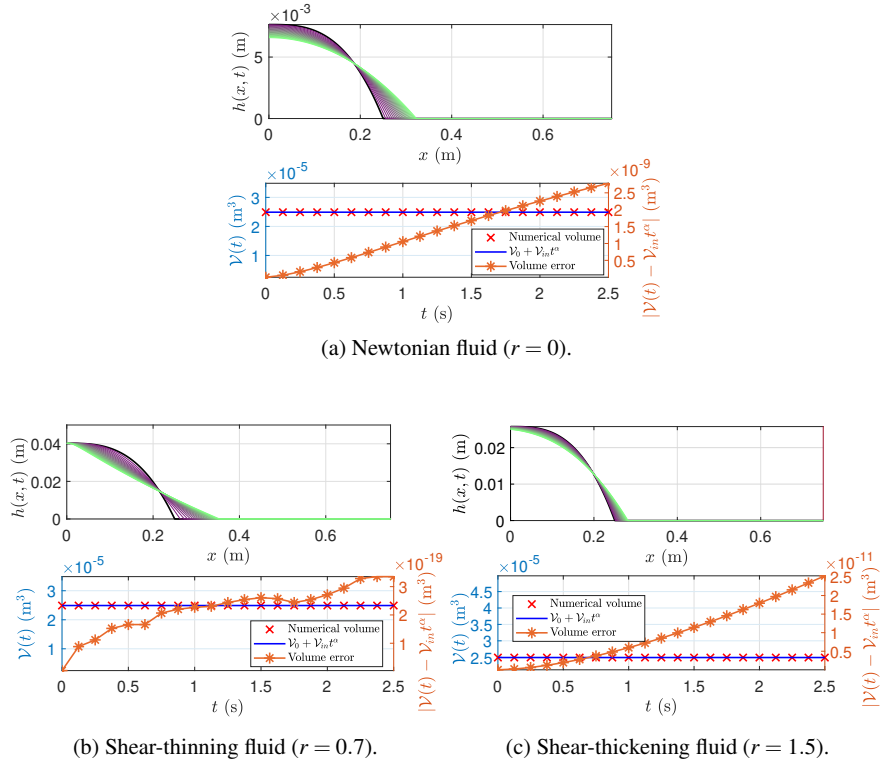 ×10⁻³
h(x, t) (m)
5
0
0 0.2 0.4 0.6
x (m)
×10⁻⁵
×10⁻⁹
𝒱(t) (m³)
3
2
1
2.5
2
1.5
1
0.5
|𝒱(t) − 𝒱ᵢₙt^α| (m³)
Numerical volume
𝒱₀ + 𝒱ᵢₙt^α
Volume error
0 0.5 1 1.5 2 2.5
t (s)
(a) Newtonian fluid (r = 0).
h(x, t) (m)
0.04
0.02
0
0 0.2 0.4 0.6
x (m)
×10⁻⁵
×10⁻¹⁹
𝒱(t) (m³)
3
2
1
3
2
1
|𝒱(t) − 𝒱ᵢₙt^α| (m³)
Numerical volume
𝒱₀ + 𝒱ᵢₙt^α
Volume error
0 0.5 1 1.5 2 2.5
t (s)
(b) Shear-thinning fluid (r = 0.7).
h(x, t) (m)
0.02
0.01
0
0 0.2 0.4 0.6
x (m)
×10⁻⁵
×10⁻¹¹
𝒱(t) (m³)
4.5
4
3.5
3
2.5
2.5
2
1.5
1
0.5
|𝒱(t) − 𝒱ᵢₙt^α| (m³)
Numerical volume
𝒱₀ + 𝒱ᵢₙt^α
Volume error
0 0.5 1 1.5 2 2.5
t (s)
(c) Shear-thickening fluid (r = 1.5).